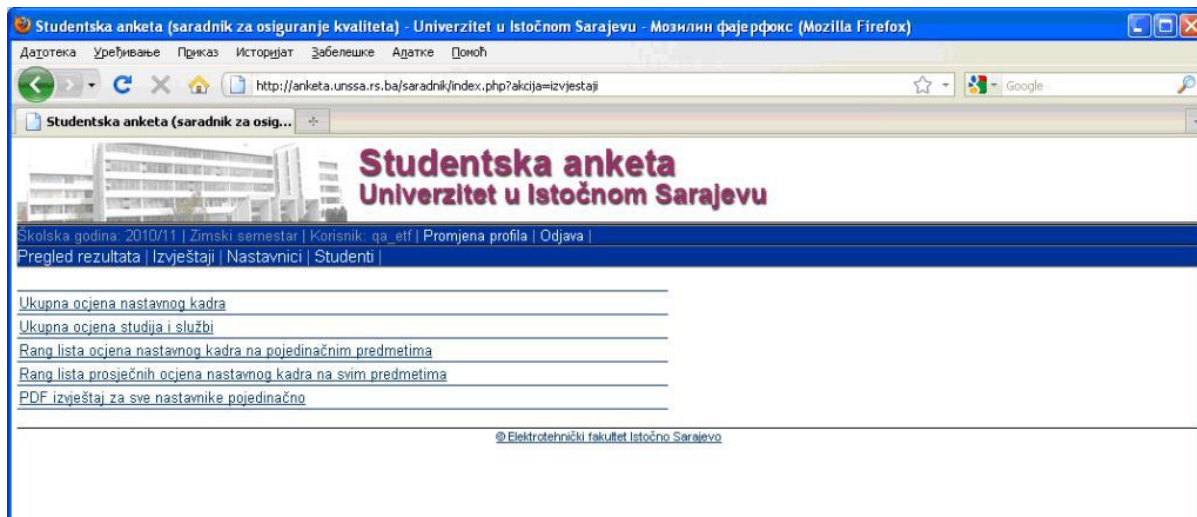 Studentska anketa (saradnik za osiguranje kvaliteta) - Univerzitet u Istočnom Sarajevu - Мозилин фајерфокс (Mozilla Firefox)
Датотека Уређивање Приказ Историјат Забелешке Алатке Помоћ
http://anketa.unssa.rs.ba/saradnik/index.php?akcija=izvjestaji Google
Studentska anketa (saradnik za osig...
Studentska anketa
Univerzitet u Istočnom Sarajevu
Školska godina: 2010/11 | Zimski semestar | Korisnik: qa_etf | Promjena profila | Odjava |
Pregled rezultata | Izvještaji | Nastavnici | Studenti |
Ukupna ocjena nastavnog kadra
Ukupna ocjena studija i službi
Rang lista ocjena nastavnog kadra na pojedinačnim predmetima
Rang lista prosječnih ocjena nastavnog kadra na svim predmetima
PDF izvještaj za sve nastavnike pojedinačno
© Elektrotehnički fakultet Istočno Sarajevo